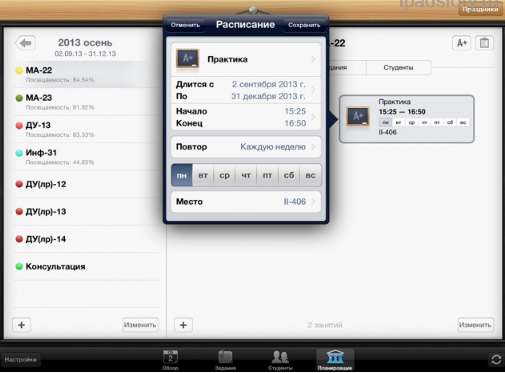 Праздники
Отменить
Расписание
Сохранить
2013 осень
02.09.13 - 31.12.13
-22
A+
МА-22
Посещаемость: 84.54%
МА-23
Посещаемость: 91.92%
ДУ-13
Посещаемость: 83.33%
Инф-31
Посещаемость: 44.83%
ДУ(лр)-12
ДУ(лр)-13
ДУ(лр)-14
Консультация
A+
Практика
Длится с 2 сентября 2013 г.
По 31 декабря 2013 г.
Начало 15:25
Конец 16:50
Повтор Каждую неделю
пн вт ср чт пт сб вс
Место II-406
Студенты
A+
Практика
15:25 — 16:50
пн вт ср чт пт сб вс
II-406
+
Изменить
+
2 занятий
Изменить
Настройки
2
Обзор
Задания
Студенты
Планировщик